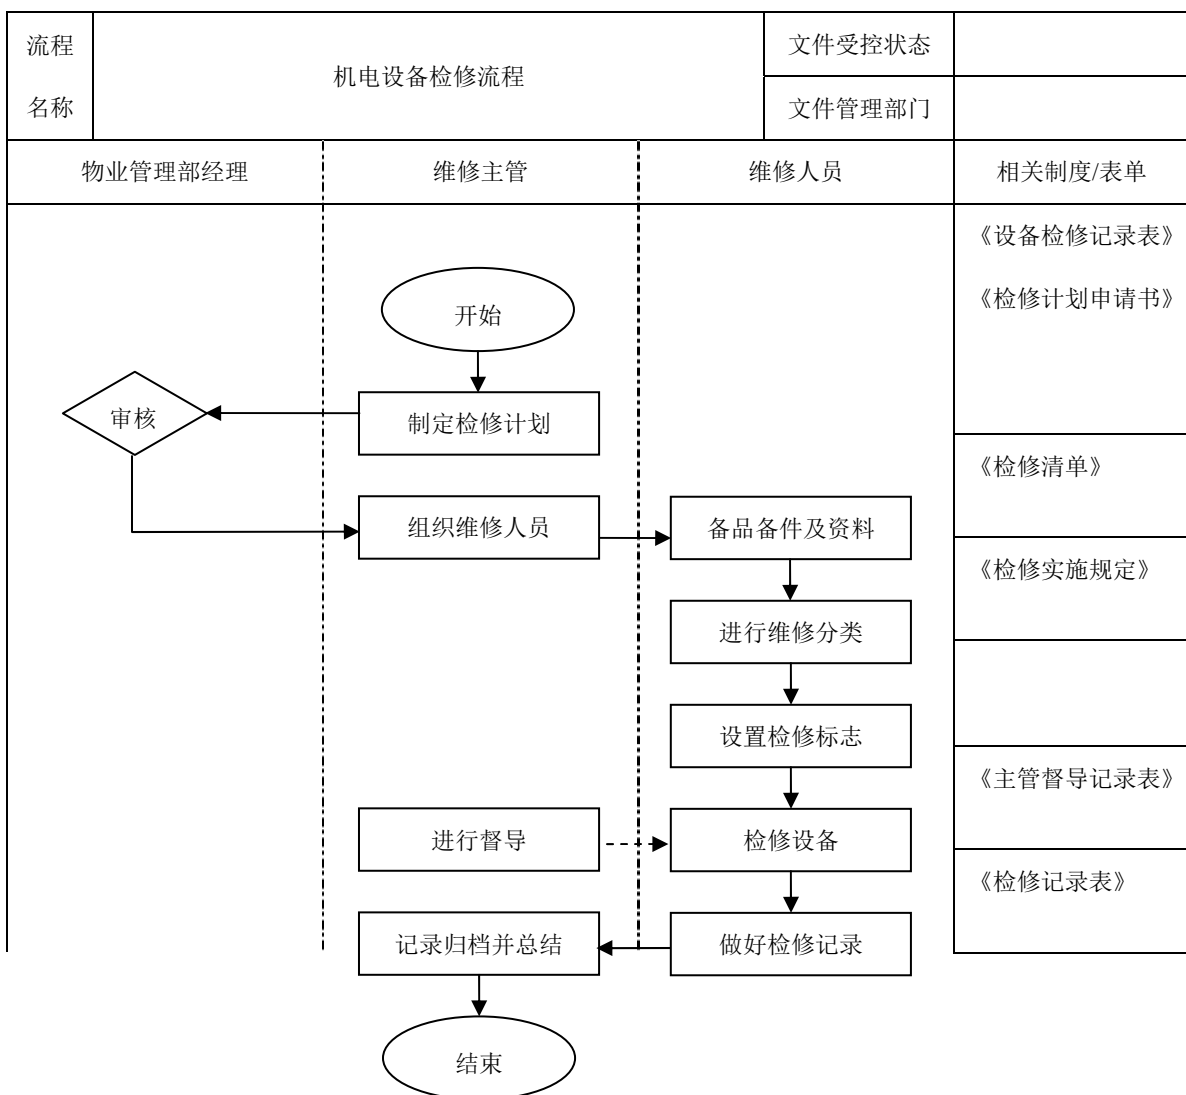 流程
名称
机电设备检修流程
文件受控状态
文件管理部门
物业管理部经理
维修主管
维修人员
相关制度/表单
《设备检修记录表》
《检修计划申请书》
开始
审核
制定检修计划
《检修清单》
组织维修人员
备品备件及资料
《检修实施规定》
进行维修分类
设置检修标志
《主管督导记录表》
进行督导
检修设备
《检修记录表》
记录归档并总结
做好检修记录
结束